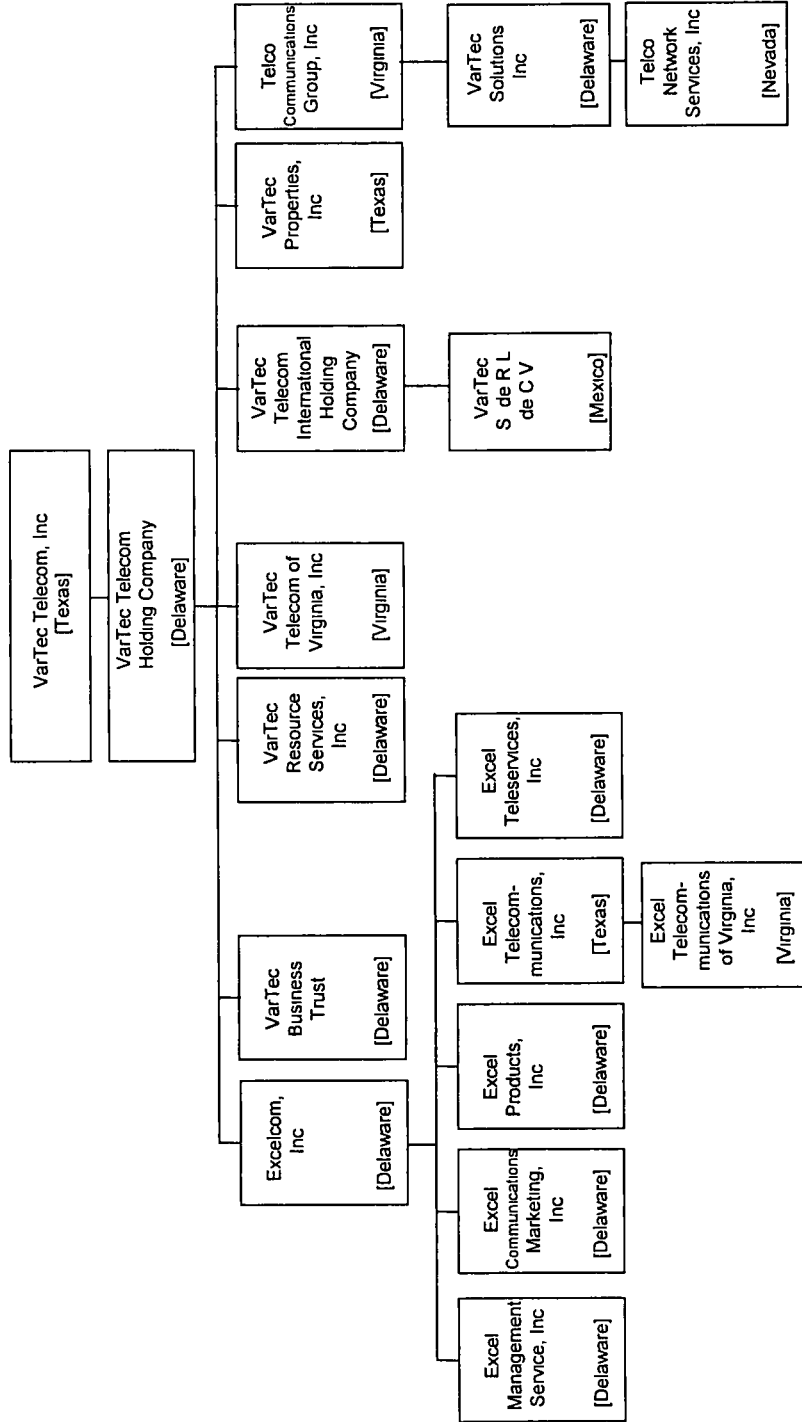 VarTec Telecom, Inc
[Texas]
VarTec Telecom
Holding Company
[Delaware]
Excelcom,
Inc
[Delaware]
VarTec
Business
Trust
[Delaware]
VarTec
Resource
Services,
Inc
[Delaware]
VarTec
Telecom of
Virginia, Inc
[Virginia]
VarTec
Telecom
International
Holding
Company
[Delaware]
VarTec
Properties,
Inc
[Texas]
Telco
Communications
Group, Inc
[Virginia]
Excel
Management
Service, Inc
[Delaware]
Excel
Communications
Marketing,
Inc
[Delaware]
Excel
Products,
Inc
[Delaware]
Excel
Telecom-
munications,
Inc
[Texas]
Excel
Teleservices,
Inc
[Delaware]
VarTec
S de R L
de C V
[Mexico]
VarTec
Solutions
Inc
[Delaware]
Excel
Telecom-
munications
of Virginia,
Inc
[Virginia]
Telco
Network
Services, Inc
[Nevada]